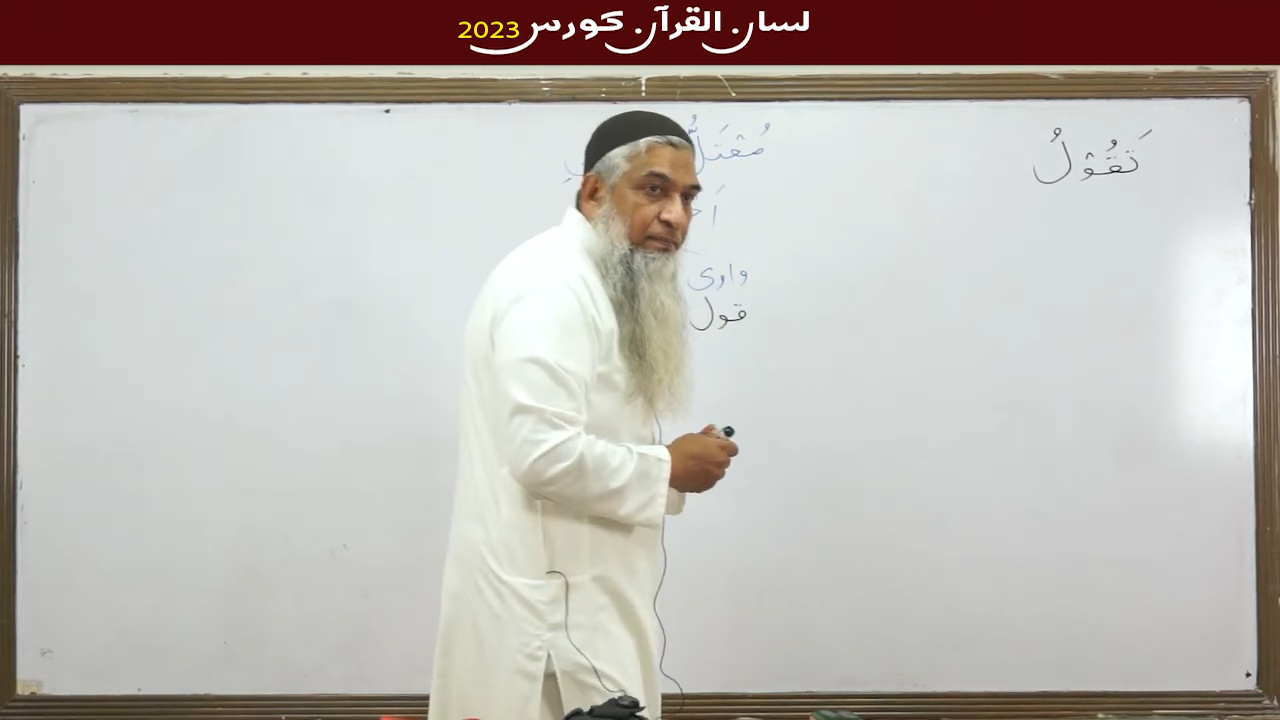 لسان القرآن کورس 2023
تَقُوْلُ
مُعْتَلُّ
واوی
قول